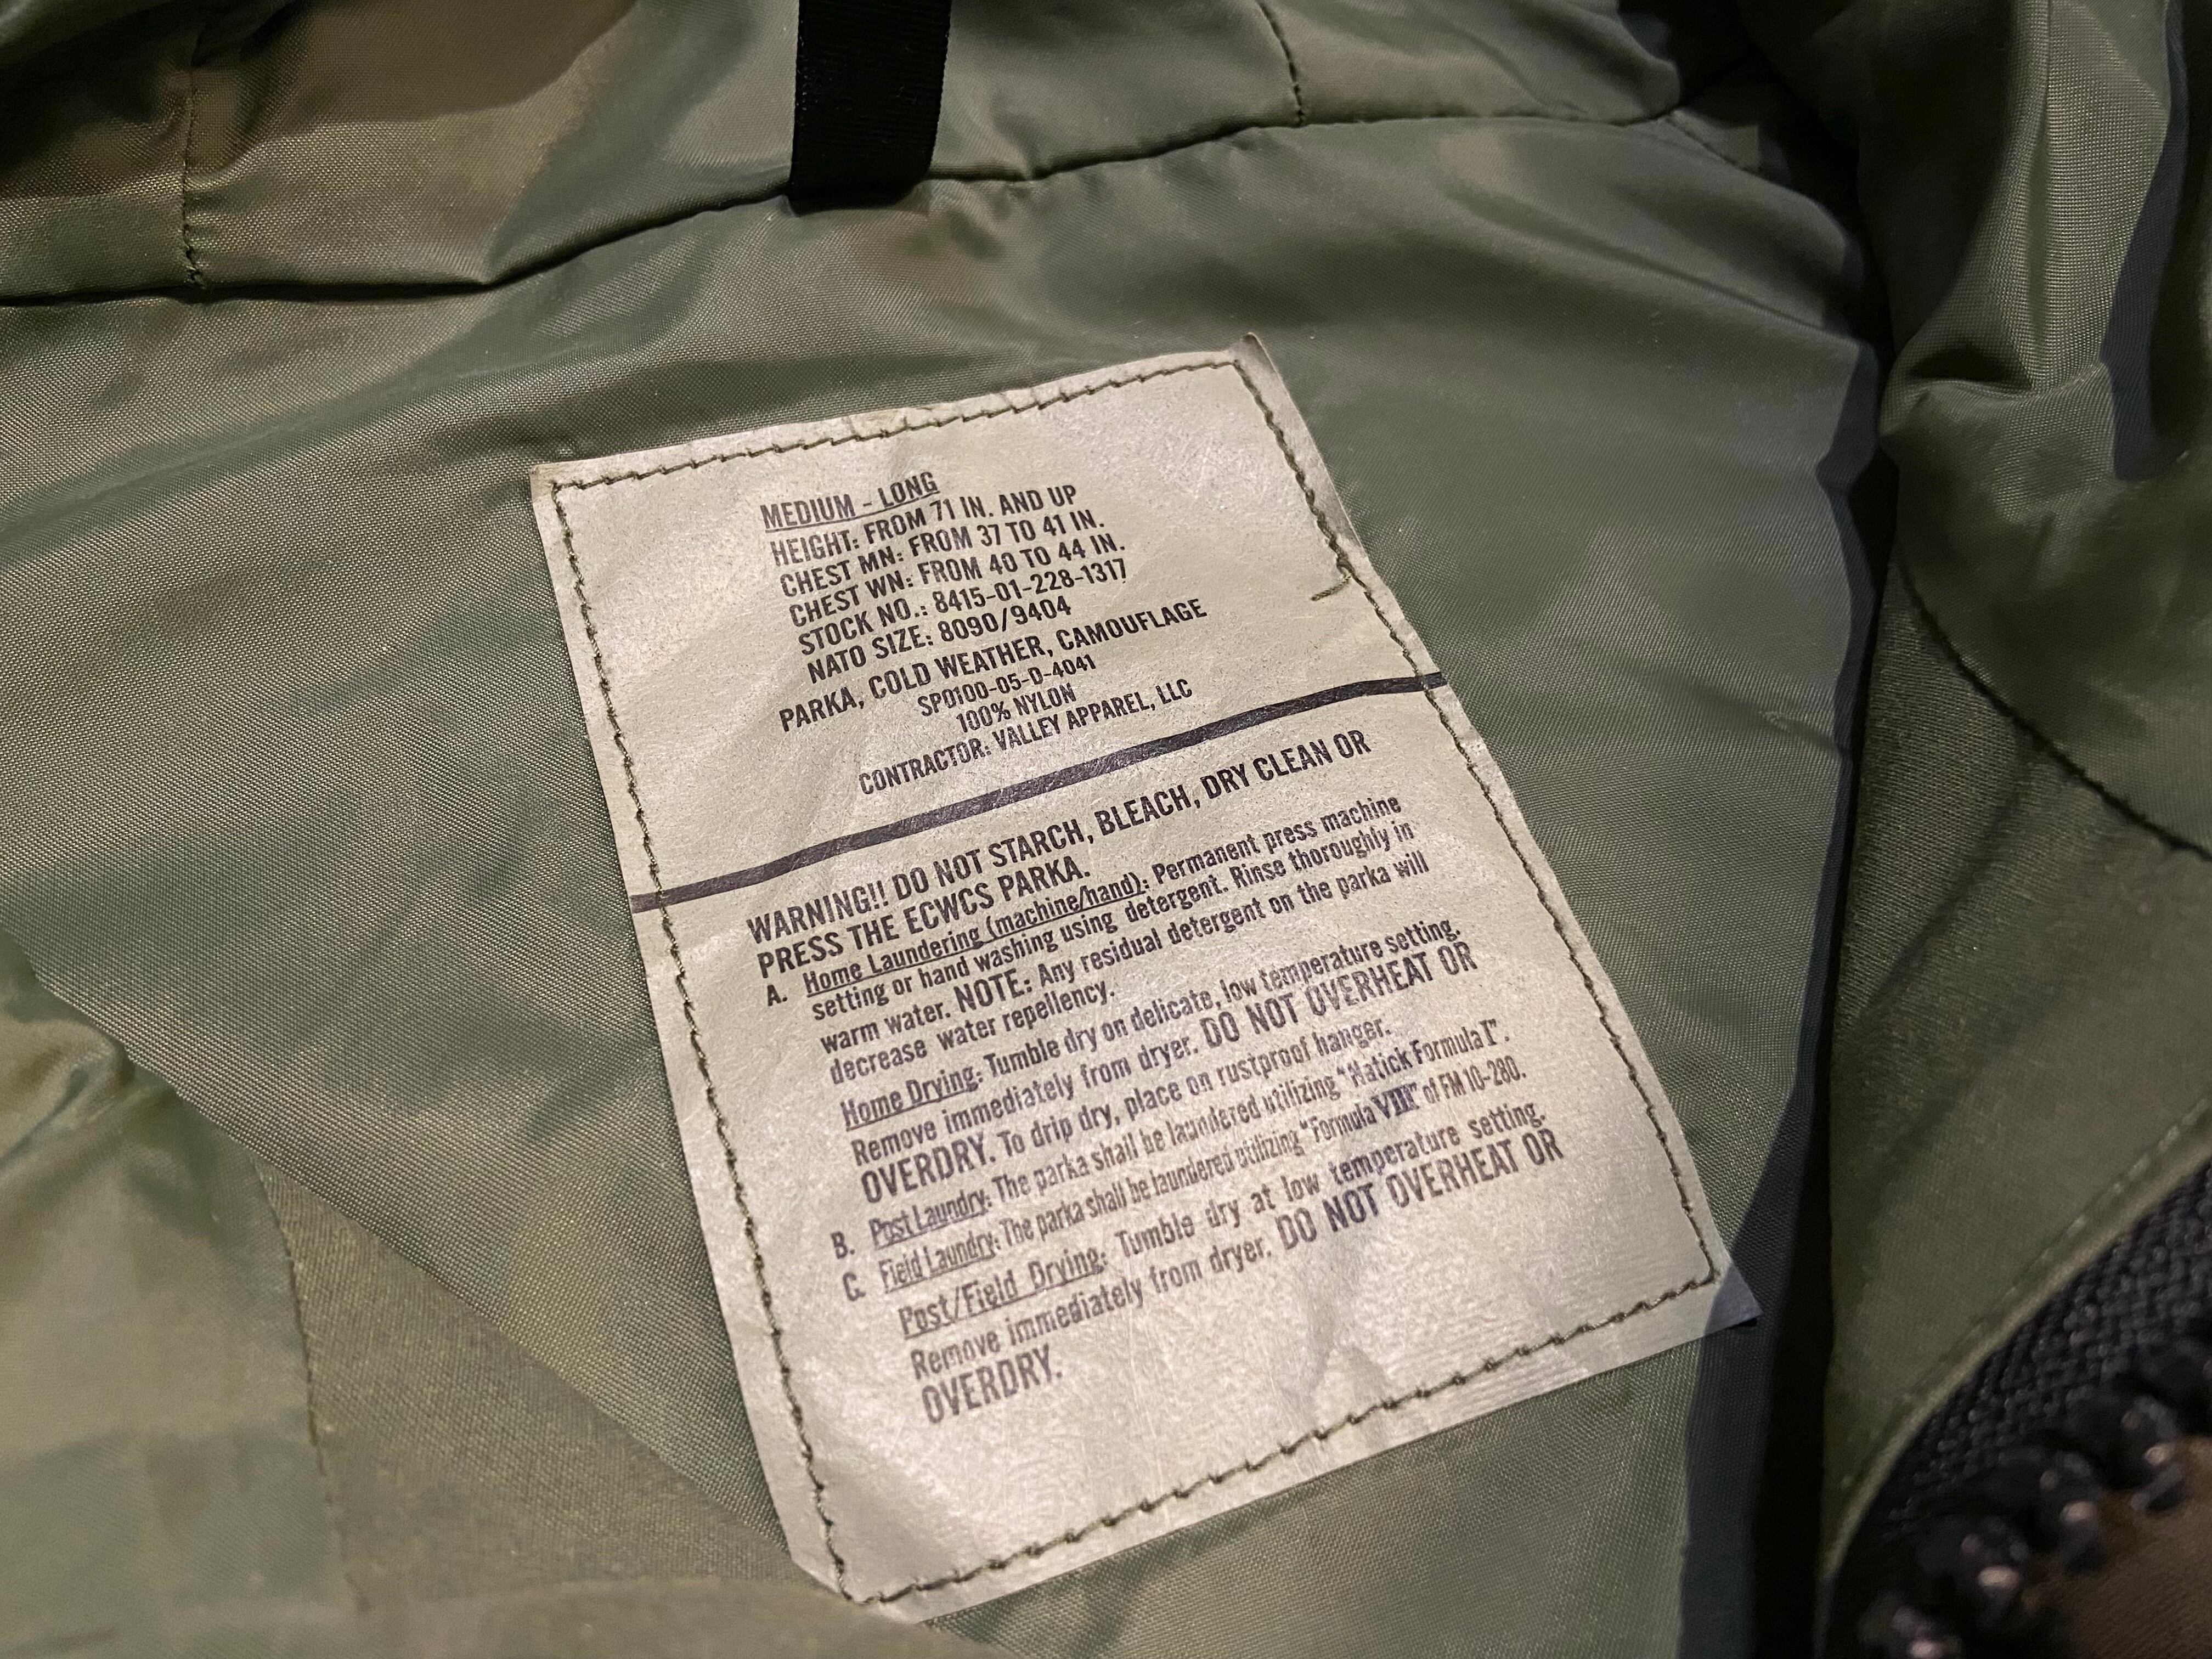 MEDIUM - LONG
HEIGHT: FROM 71 IN. AND UP
CHEST MN: FROM 37 TO 41 IN.
CHEST WN: FROM 40 TO 44 IN.
STOCK NO.: 8415-01-228-1317
NATO SIZE: 8090/9404
PARKA, COLD WEATHER, CAMOUFLAGE
SPO100-05-D-4041
100% NYLON
CONTRACTOR: VALLEY APPAREL, LLC
WARNING!! DO NOT STARCH, BLEACH, DRY CLEAN OR
PRESS THE ECWCS PARKA.
A. Home Laundering (machine/hand): Permanent press machine
setting or hand washing using detergent. Rinse thoroughly in
warm water. NOTE: Any residual detergent on the parka will
decrease water repellency.
Home Drying: Tumble dry on delicate, low temperature setting.
Remove immediately from dryer. DO NOT OVERHEAT OR
OVERDRY. To drip dry, place on rustproof hanger.
B. Post Laundry: The parka shall be laundered utilizing "Natick Formula I".
C. Field Laundry: The parka shall be laundered utilizing "Formula VIII" of FM 10-280.
Post/Field Drying: Tumble dry at low temperature setting.
Remove immediately from dryer. DO NOT OVERHEAT OR
OVERDRY.